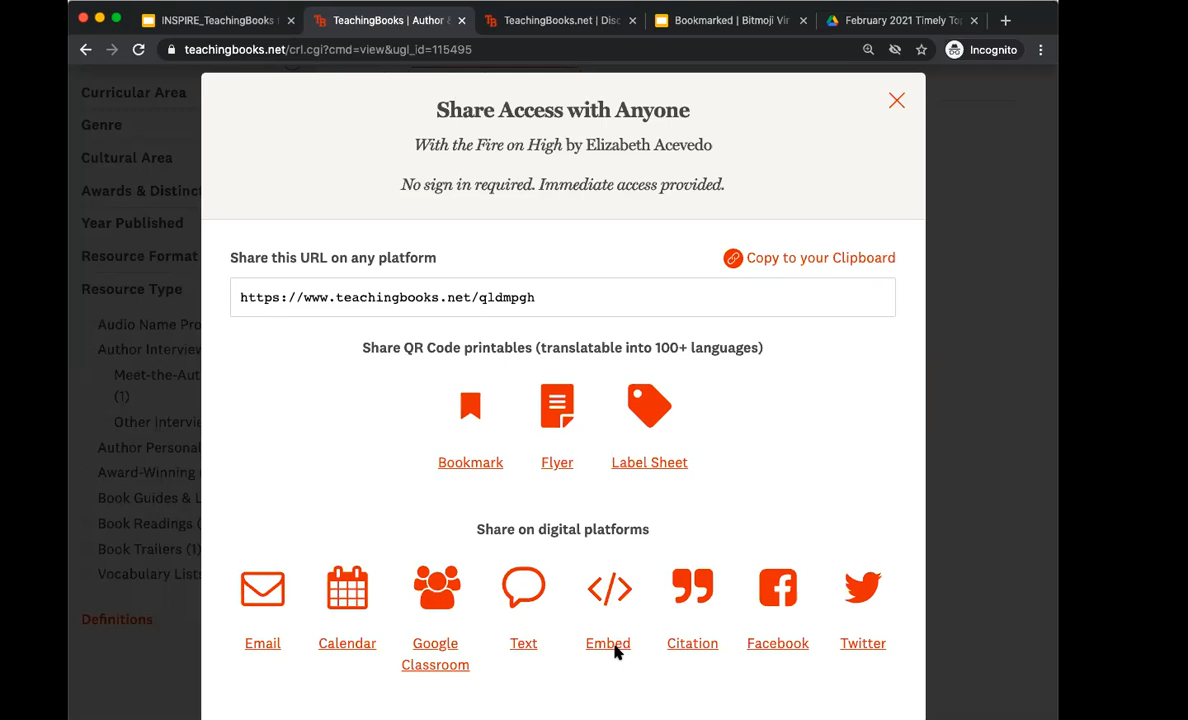 INSPIRE_TeachingBooks
TeachingBooks | Author &
TeachingBooks.net | Disc
Bookmarked | Bitmoji Vir
February 2021 Timely To
teachingbooks.net/crl.cgi?cmd=view&ugl_id=115495
Incognito
Curricular Area
Genre
Cultural Area
Awards & Distinct
Year Published
Resource Format
Resource Type
Audio Name Pro
Author Interview
Meet-the-Aut
(1)
Other intervie
Author Personal
Award-Winning
Book Guides & L
Book Readings (
Book Trailers (1)
Vocabulary Lists
Definitions
Share Access with Anyone
With the Fire on High by Elizabeth Acevedo
No sign in required. Immediate access provided.
Share this URL on any platform
Copy to your Clipboard
https://www.teachingbooks.net/qldmpgh
Share QR Code printables (translatable into 100+ languages)
Bookmark
Flyer
Label Sheet
Share on digital platforms
Email
Calendar
Google
Classroom
Text
Embed
Citation
Facebook
Twitter